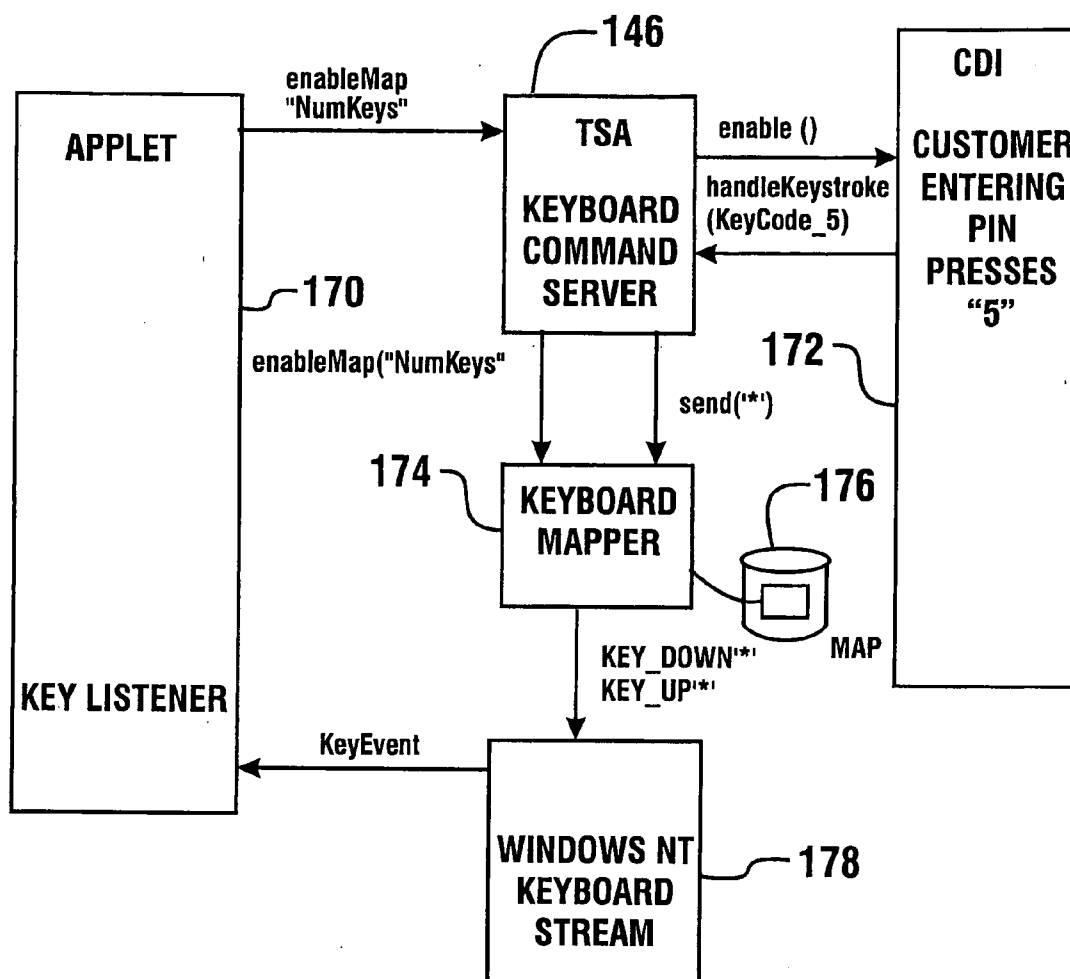 146
enableMap
"NumKeys"
APPLET
TSA
KEYBOARD
COMMAND
SERVER
enable ()
handleKeystroke
(KeyCode_5)
CDI
CUSTOMER
ENTERING
PIN
PRESSES
“5”
170
172
enableMap("NumKeys"
send('*')
174
KEYBOARD
MAPPER
176
MAP
KEY_DOWN'*'
KEY_UP'*'
KEY LISTENER
KeyEvent
WINDOWS NT
KEYBOARD
STREAM
178